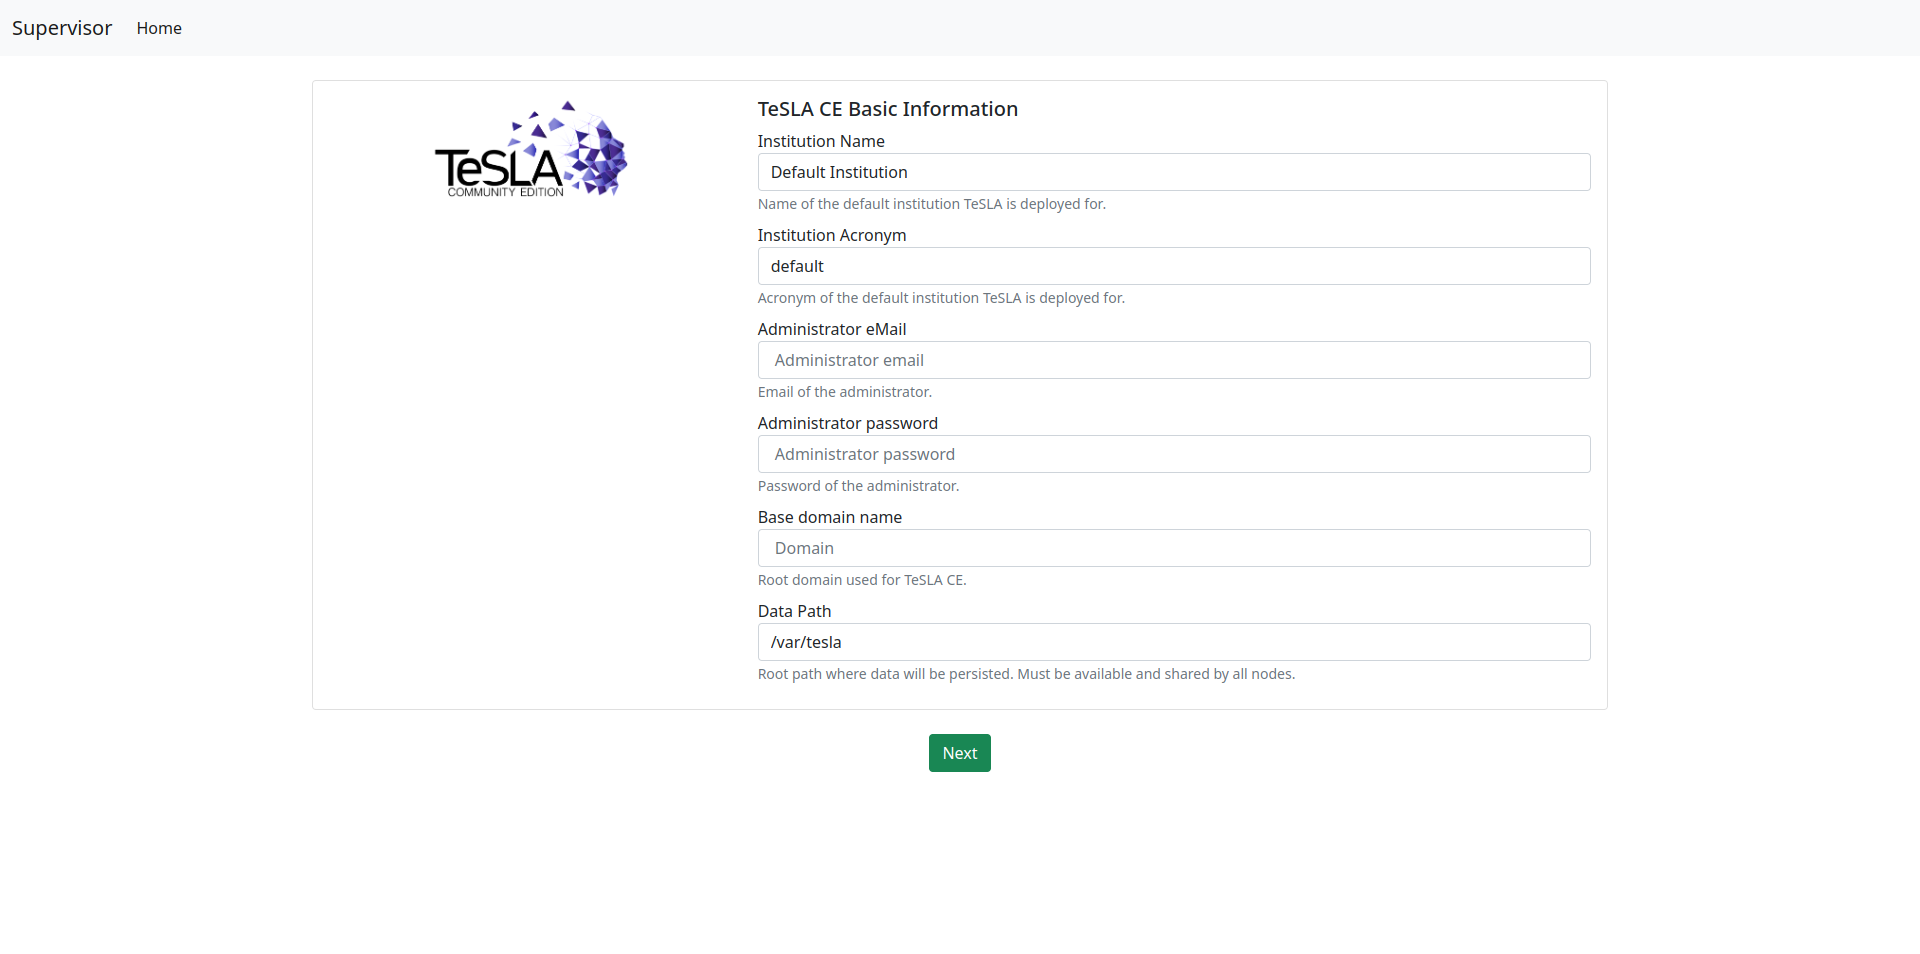 Supervisor Home
TeSLA
COMMUNITY EDITION
TeSLA CE Basic Information
Institution Name
Default Institution
Name of the default institution TeSLA is deployed for.
Institution Acronym
default
Acronym of the default institution TeSLA is deployed for.
Administrator eMail
Administrator email
Email of the administrator.
Administrator password
Administrator password
Password of the administrator.
Base domain name
Domain
Root domain used for TeSLA CE.
Data Path
/var/tesla
Root path where data will be persisted. Must be available and shared by all nodes.
Next